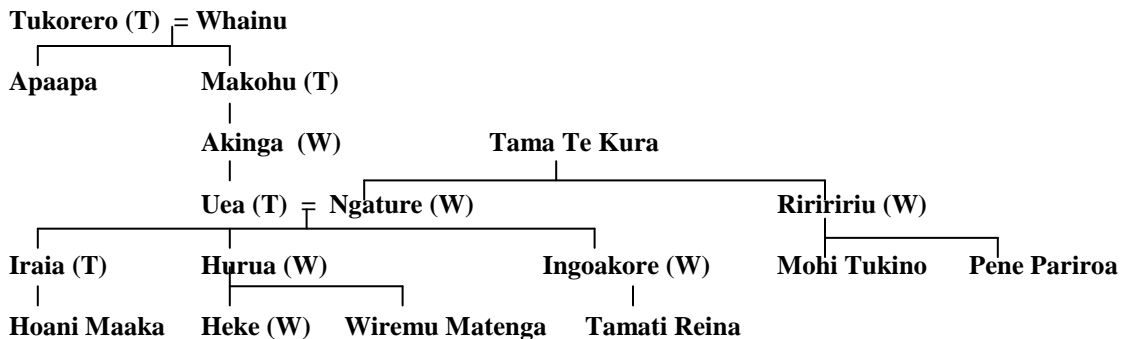 Tukorero (T) = Whainu
Apaapa Makohu (T)
Akinga (W) Tama Te Kura
Uea (T) = Ngature (W) Riririririu (W)
Iraia (T) Hurua (W) Ingoakore (W) Mohi Tukino Pene Pariroa
Hoani Maaka Heke (W) Wiremu Matenga Tamati Reina